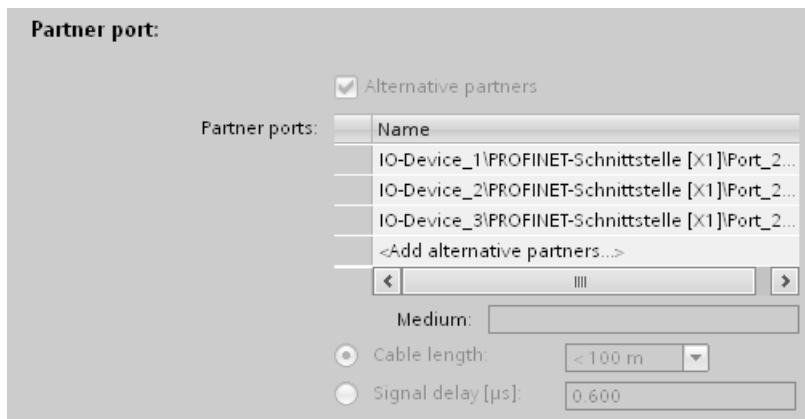 Partner port:
Alternative partners
Partner ports:
Name
IO-Device_1\PROFINET-Schnittstelle [X1]\Port_2...
IO-Device_2\PROFINET-Schnittstelle [X1]\Port_2...
IO-Device_3\PROFINET-Schnittstelle [X1]\Port_2...
<Add alternative partners...>
Medium:
Cable length: < 100 m
Signal delay [µs]: 0.600